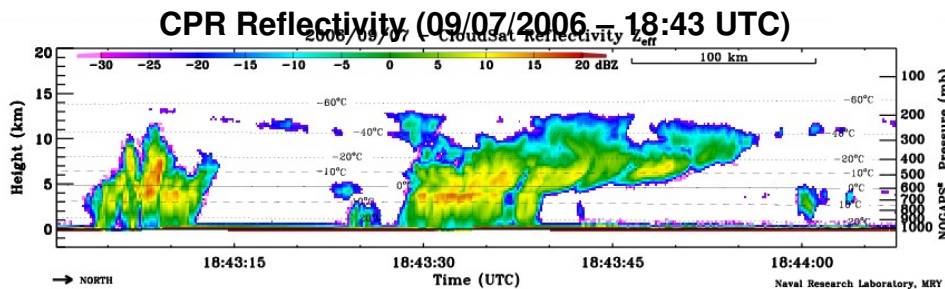 CPR Reflectivity (09/07/2006 – 18:43 UTC)
2006/09/07 - CloudSat Reflectivity Zeff
-30 -25 -20 -15 -10 -5 0 5 10 15 20 dBZ
100 km
20
15
10
5
0
Height (km)
-60°C -60°C
-40°C -40°C
-20°C -20°C
-10°C -10°C
0° 0°C
10°C 10°C
20°C 20°C
100
200
300
400
500
600
700
800
900
1000
NOGAPS Pressure (mb)
18:43:15 18:43:30 18:43:45 18:44:00
NORTH
Time (UTC)
Naval Research Laboratory, MRY